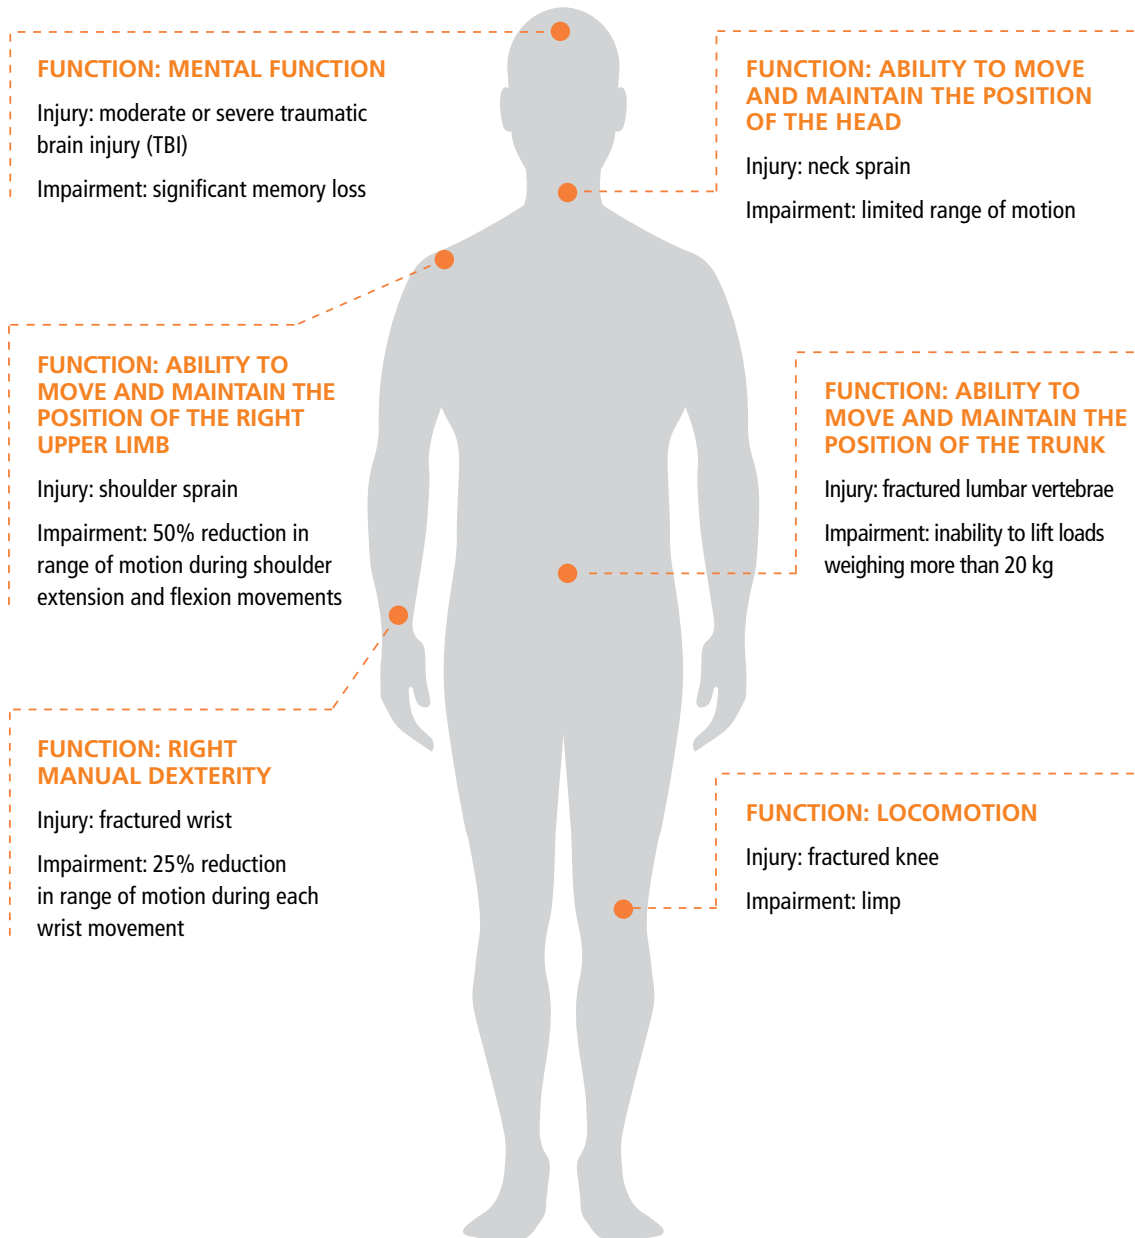 FUNCTION: MENTAL FUNCTION
Injury: moderate or severe traumatic
brain injury (TBI)
Impairment: significant memory loss
FUNCTION: ABILITY TO MOVE
AND MAINTAIN THE POSITION
OF THE HEAD
Injury: neck sprain
Impairment: limited range of motion
FUNCTION: ABILITY TO
MOVE AND MAINTAIN THE
POSITION OF THE RIGHT
UPPER LIMB
Injury: shoulder sprain
Impairment: 50% reduction in
range of motion during shoulder
extension and flexion movements
FUNCTION: ABILITY TO
MOVE AND MAINTAIN THE
POSITION OF THE TRUNK
Injury: fractured lumbar vertebrae
Impairment: inability to lift loads
weighing more than 20 kg
FUNCTION: RIGHT
MANUAL DEXTERITY
Injury: fractured wrist
Impairment: 25% reduction
in range of motion during each
wrist movement
FUNCTION: LOCOMOTION
Injury: fractured knee
Impairment: limp